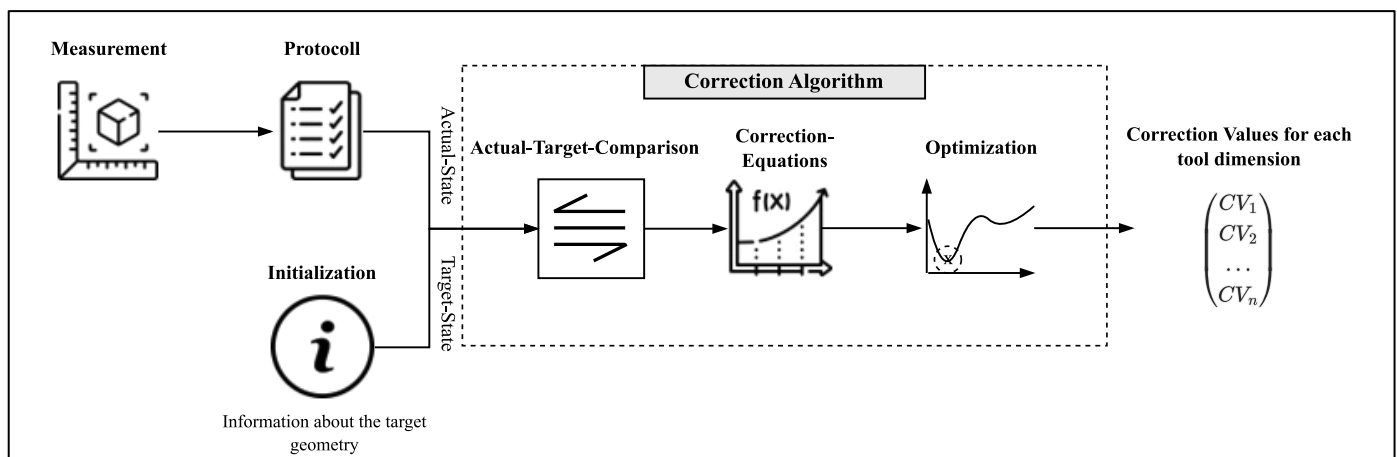 Measurement
Protocoll
Correction Algorithm
Actual-State
Actual-Target-Comparison
Correction-
Equations
f(x)
Optimization
x
Correction Values for each
tool dimension
CV₁
CV₂
...
CVₙ
Initialization
Target-State
i
Information about the target
geometry